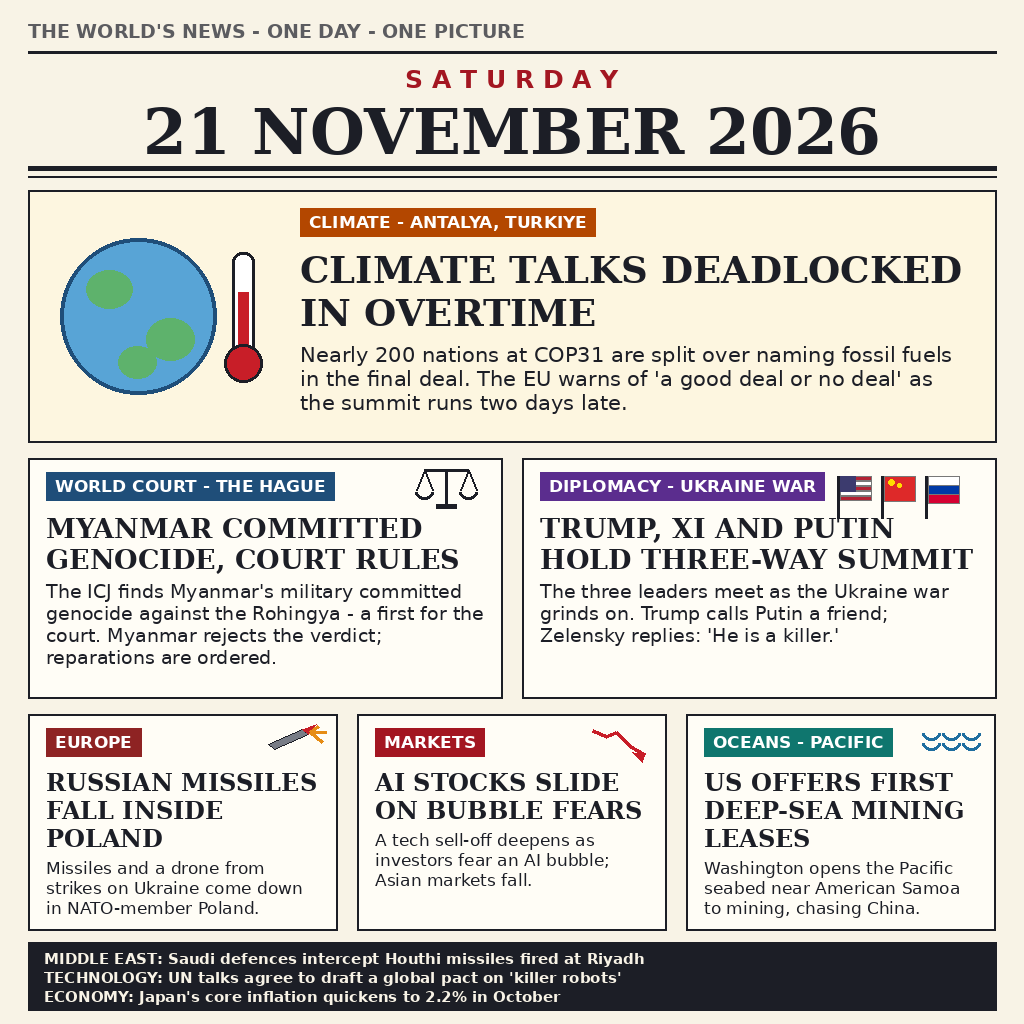 THE WORLD'S NEWS - ONE DAY - ONE PICTURE
SATURDAY
21 NOVEMBER 2026
CLIMATE - ANTALYA, TURKIYE
CLIMATE TALKS DEADLOCKED
IN OVERTIME
Nearly 200 nations at COP31 are split over naming fossil fuels
in the final deal. The EU warns of 'a good deal or no deal' as
the summit runs two days late.
WORLD COURT - THE HAGUE
MYANMAR COMMITTED
GENOCIDE, COURT RULES
The ICJ finds Myanmar's military committed
genocide against the Rohingya - a first for the
court. Myanmar rejects the verdict;
reparations are ordered.
DIPLOMACY - UKRAINE WAR
TRUMP, XI AND PUTIN
HOLD THREE-WAY SUMMIT
The three leaders meet as the Ukraine war
grinds on. Trump calls Putin a friend;
Zelensky replies: 'He is a killer.'
EUROPE
RUSSIAN MISSILES
FALL INSIDE
POLAND
Missiles and a drone from
strikes on Ukraine come down
in NATO-member Poland.
MARKETS
AI STOCKS SLIDE
ON BUBBLE FEARS
A tech sell-off deepens as
investors fear an AI bubble;
Asian markets fall.
OCEANS - PACIFIC
US OFFERS FIRST
DEEP-SEA MINING
LEASES
Washington opens the Pacific
seabed near American Samoa
to mining, chasing China.
MIDDLE EAST: Saudi defences intercept Houthi missiles fired at Riyadh
TECHNOLOGY: UN talks agree to draft a global pact on 'killer robots'
ECONOMY: Japan's core inflation quickens to 2.2% in October